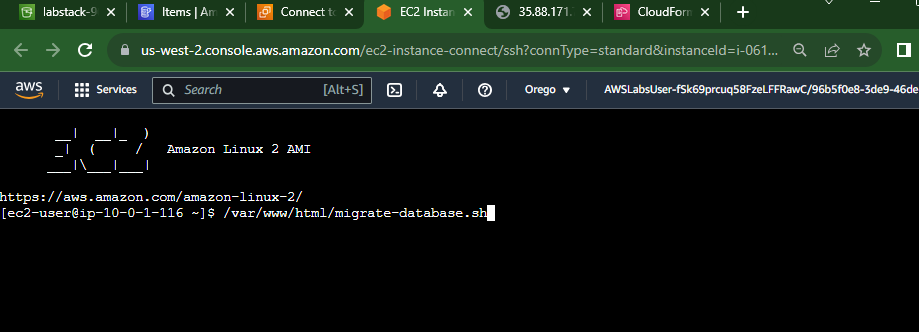 labstack-9
Items | Am
Connect to
EC2 Instan
35.88.171.
CloudForm
us-west-2.console.aws.amazon.com/ec2-instance-connect/ssh?connType=standard&instanceId=i-061...
aws
Services
Search
[Alt+S]
Orego
AWSLabsUser-fSk69prcuq58FzeLFFRawC/96b5f0e8-3de9-46de
__|  __|_  )
_|  (     /   Amazon Linux 2 AMI
___|\___|___|
https://aws.amazon.com/amazon-linux-2/
[ec2-user@ip-10-0-1-116 ~]$ /var/www/html/migrate-database.sh